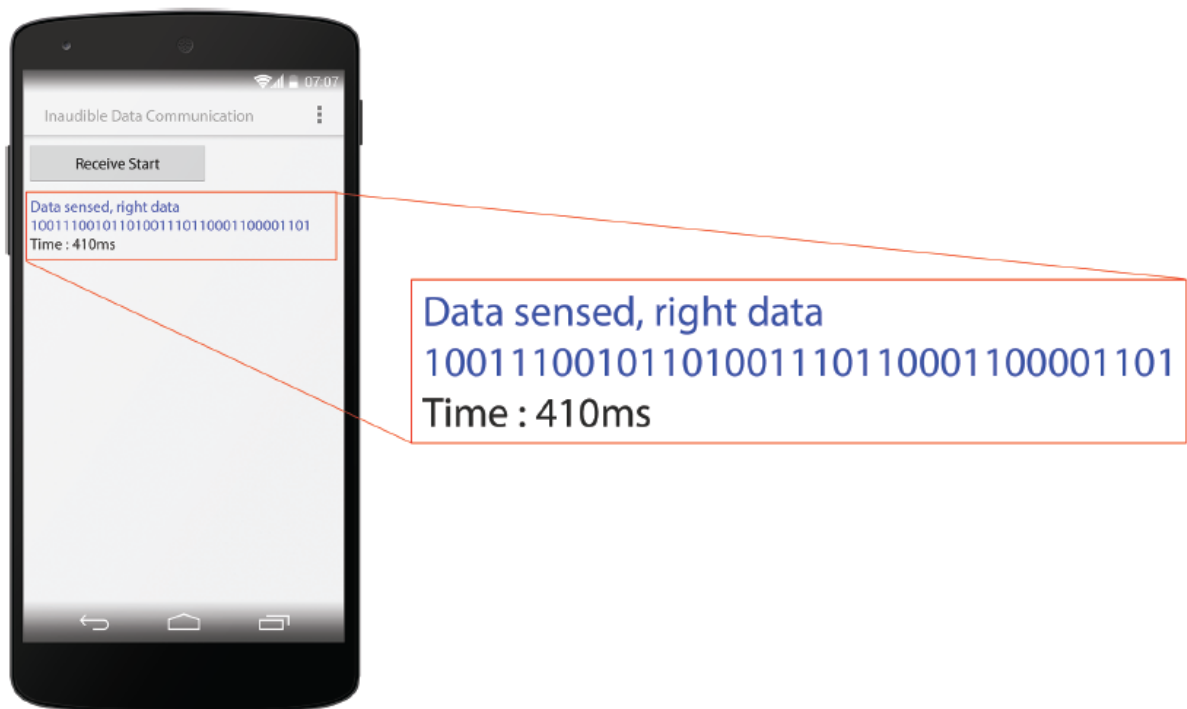 07:07
Inaudible Data Communication
Receive Start
Data sensed, right data
10011100101101001110110001100001101
Time : 410ms
Data sensed, right data
10011100101101001110110001100001101
Time : 410ms